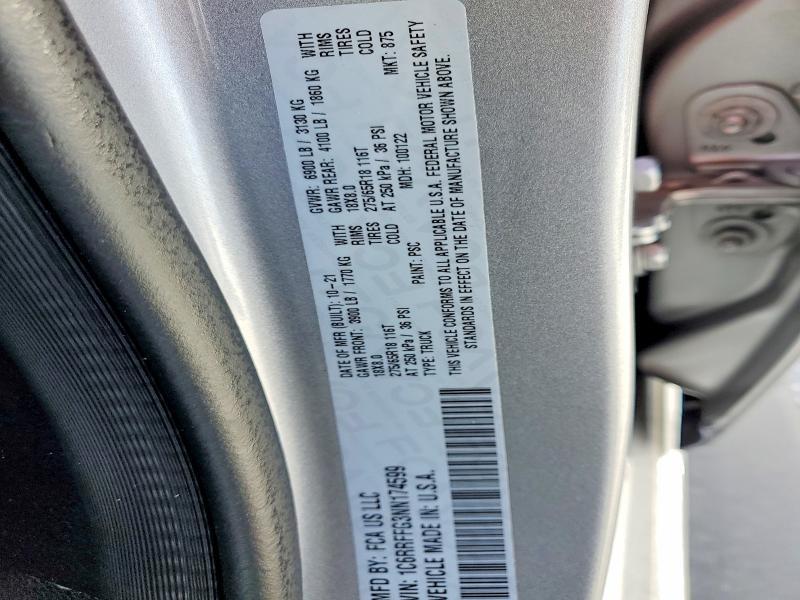 MFD BY: FCA US LLC
DATE OF MFR (BUILT): 10-21
GVWR: 6900 LB / 3130 KG
GAWR FRONT: 3900 LB / 1770 KG WITH
GAWR REAR: 4100 LB / 1860 KG WITH
18X8.0 RIMS
18X8.0 RIMS
275/65R18 116T TIRES
275/65R18 116T TIRES
AT 250 kPa / 36 PSI COLD
AT 250 kPa / 36 PSI COLD
TYPE: TRUCK PAINT: PSC MDH: 100122 MKT: 875
THIS VEHICLE CONFORMS TO ALL APPLICABLE U.S.A. FEDERAL MOTOR VEHICLE SAFETY
STANDARDS IN EFFECT ON THE DATE OF MANUFACTURE SHOWN ABOVE.
VIN: 1C6RRFFG3NN174599
VEHICLE MADE IN: U.S.A.